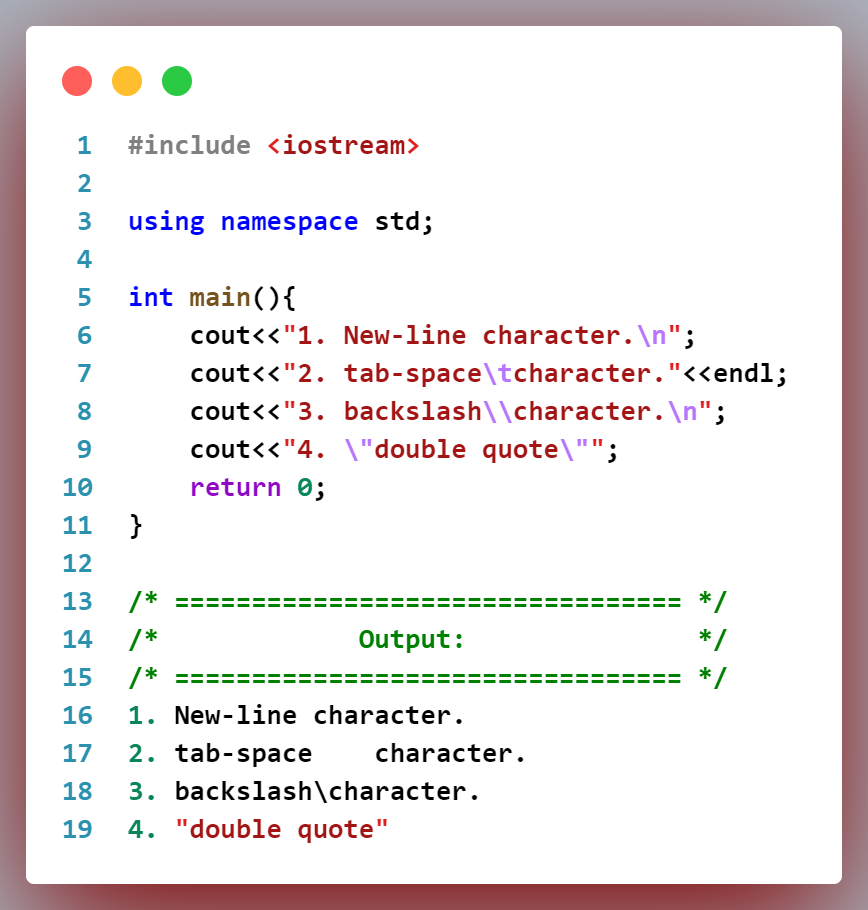 1 #include <iostream>
2
3 using namespace std;
4
5 int main(){
6     cout<<"1. New-line character.\n";
7     cout<<"2. tab-space\tcharacter."<<endl;
8     cout<<"3. backslash\\character.\n";
9     cout<<"4. \"double quote\"";
10     return 0;
11 }
12
13 /* ================================= */
14 /*             Output:               */
15 /* ================================= */
16 1. New-line character.
17 2. tab-space    character.
18 3. backslash\character.
19 4. "double quote"